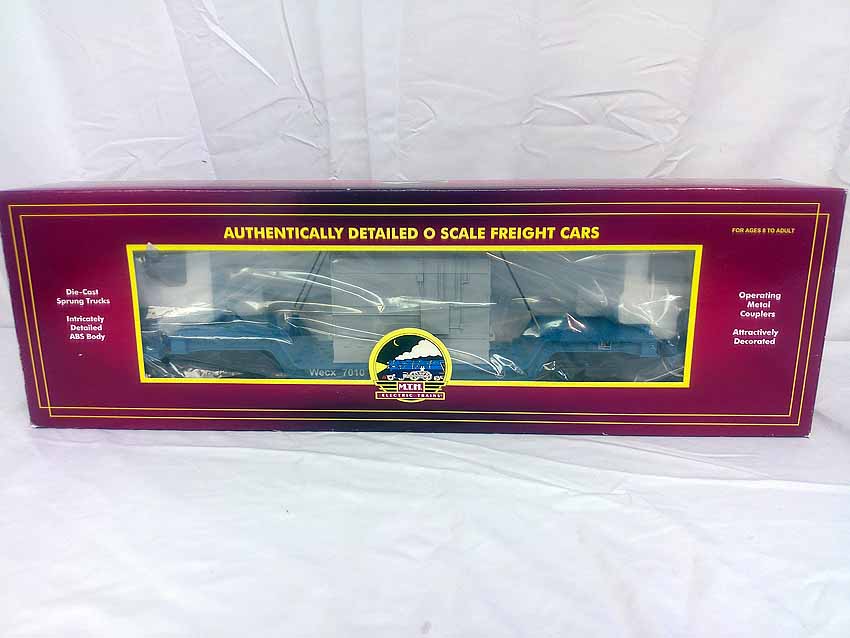 AUTHENTICALLY DETAILED O SCALE FREIGHT CARS
FOR AGES 8 TO ADULT
Die-Cast
Sprung Trucks
Intricately
Detailed
ABS Body
Operating
Metal
Couplers
Attractively
Decorated
Wecx 7010
M.T.H.
ELECTRIC TRAINS